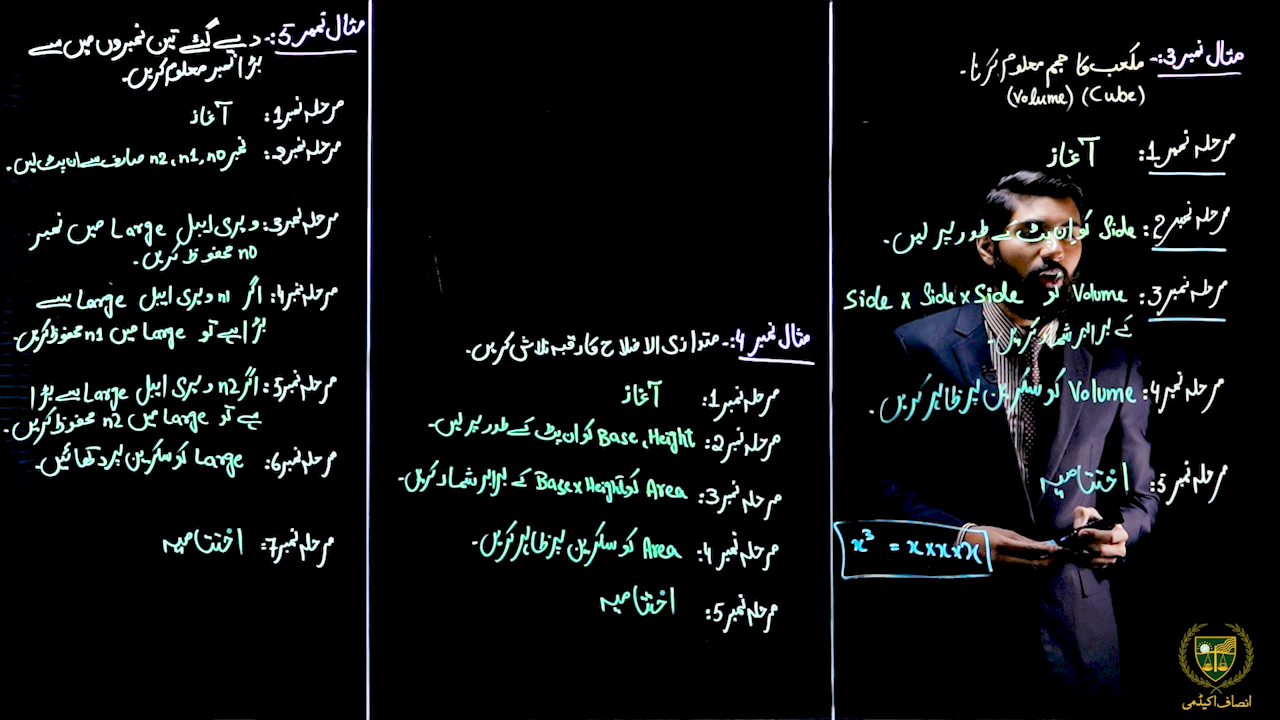 مثال نمبر 3:- مکعب کا حجم معلوم کرنا۔
(Volume) (Cube)
مرحلہ نمبر 1: آغاز
مرحلہ نمبر 2: Side کو اِن پٹ کے طور پر لیں۔
مرحلہ نمبر 3: Volume کو Side x Side x Side
کے برابر شمار کریں۔
مرحلہ نمبر 4: Volume کو سکرین پر ظاہر کریں۔
مرحلہ نمبر 5: اختتامیہ
x³ = x x x x x
مثال نمبر 4:- متوازی الاضلاح کا رقبہ تلاش کریں۔
مرحلہ نمبر 1: آغاز
مرحلہ نمبر 2: Base, Height کو ان پٹ کے طور پر لیں۔
مرحلہ نمبر 3: Area کو Base x Height کے برابر شمار کریں۔
مرحلہ نمبر 4: Area کو سکرین پر ظاہر کریں۔
مرحلہ نمبر 5: اختتامیہ
مثال نمبر 5:- دیے گئے تین نمبروں میں سے
بڑا نمبر معلوم کریں۔
مرحلہ نمبر 1: آغاز
مرحلہ نمبر 2: نمبر n0 ،n1 ،n2 صارف سے ان پٹ لیں۔
مرحلہ نمبر 3: ویری ایبل Large میں نمبر
n0 محفوظ کریں۔
مرحلہ نمبر 4: اگر n1 ویری ایبل Large سے
بڑا ہے تو Large میں n1 محفوظ کریں
مرحلہ نمبر 5: اگر n2 ویری ایبل Large سے بڑا
ہے تو Large میں n2 محفوظ کریں۔
مرحلہ نمبر 6: Large کو سکرین پر دکھائیں۔
مرحلہ نمبر 7: اختتامیہ
انصاف اکیڈمی